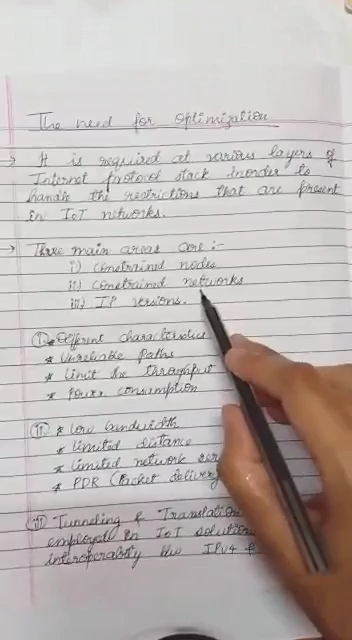 The need for optimization
→ It is required at various layers of
Internet protocol stack inorder to
handle the restrictions that are present
in IoT networks.
→ Three main areas are :-
i) constrained nodes
ii) constrained networks
iii) IP versions.
① * Different characteristics
* Unreliable paths
* Limit the throughput
* power consumption
ⓘⓘ * Low bandwidth
* limited distance
* limited network
* PDR (Packet delivery
ⓘⓘⓘ Tunneling & Translation
employed in IoT
interoperability b/w IPv4 &